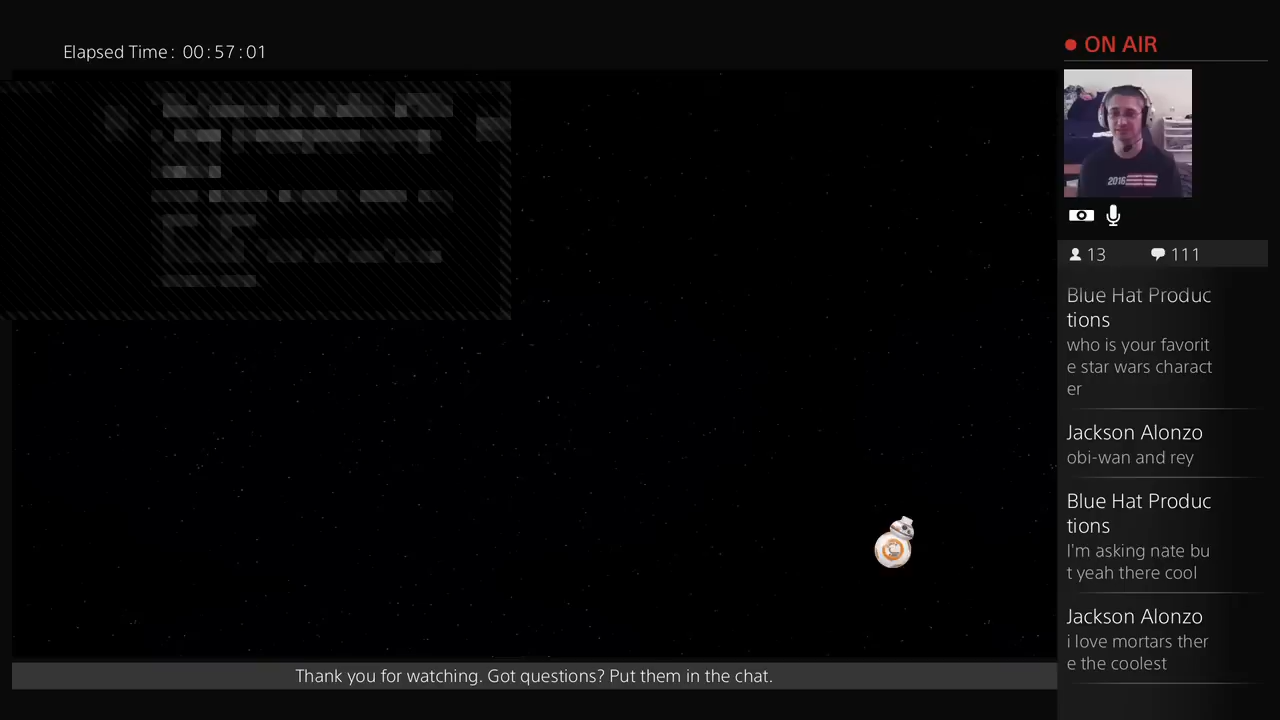 Elapsed Time: 00:57:01
ON AIR
2016
13 111
Blue Hat Produc
tions
who is your favorit
e star wars charact
er
Jackson Alonzo
obi-wan and rey
Blue Hat Produc
tions
I'm asking nate bu
t yeah there cool
Jackson Alonzo
i love mortars ther
e the coolest
Thank you for watching. Got questions? Put them in the chat.